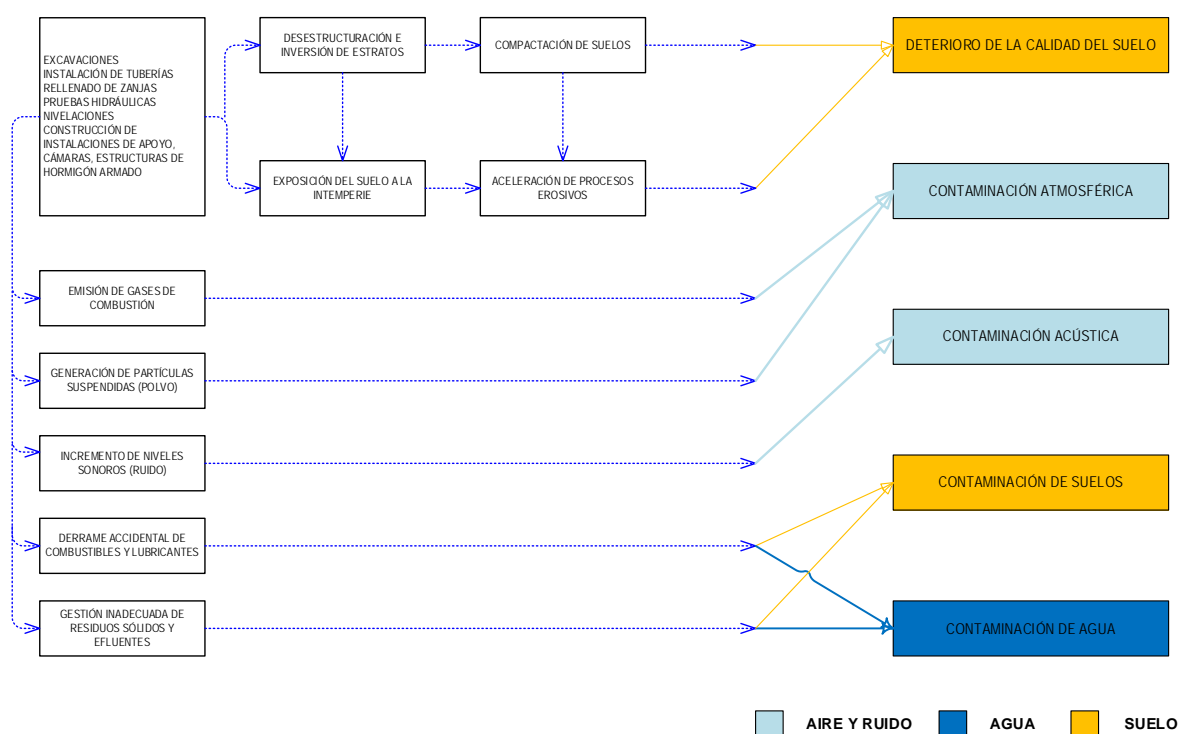 EXCAVACIONES
INSTALACIÓN DE TUBERÍAS
RELLENADO DE ZANJAS
PRUEBAS HIDRÁULICAS
NIVELACIONES
CONSTRUCCIÓN DE
INSTALACIONES DE APOYO,
CÁMARAS, ESTRUCTURAS DE
HORMIGÓN ARMADO
DESESTRUCTURACIÓN E
INVERSIÓN DE ESTRATOS
COMPACTACIÓN DE SUELOS
DETERIORO DE LA CALIDAD DEL SUELO
EXPOSICIÓN DEL SUELO A LA
INTEMPERIE
ACELERACIÓN DE PROCESOS
EROSIVOS
CONTAMINACIÓN ATMOSFÉRICA
EMISIÓN DE GASES DE
COMBUSTIÓN
CONTAMINACIÓN ACÚSTICA
GENERACIÓN DE PARTÍCULAS
SUSPENDIDAS (POLVO)
INCREMENTO DE NIVELES
SONOROS (RUIDO)
CONTAMINACIÓN DE SUELOS
DERRAME ACCIDENTAL DE
COMBUSTIBLES Y LUBRICANTES
GESTIÓN INADECUADA DE
RESIDUOS SÓLIDOS Y
EFLUENTES
CONTAMINACIÓN DE AGUA
AIRE Y RUIDO
AGUA
SUELO